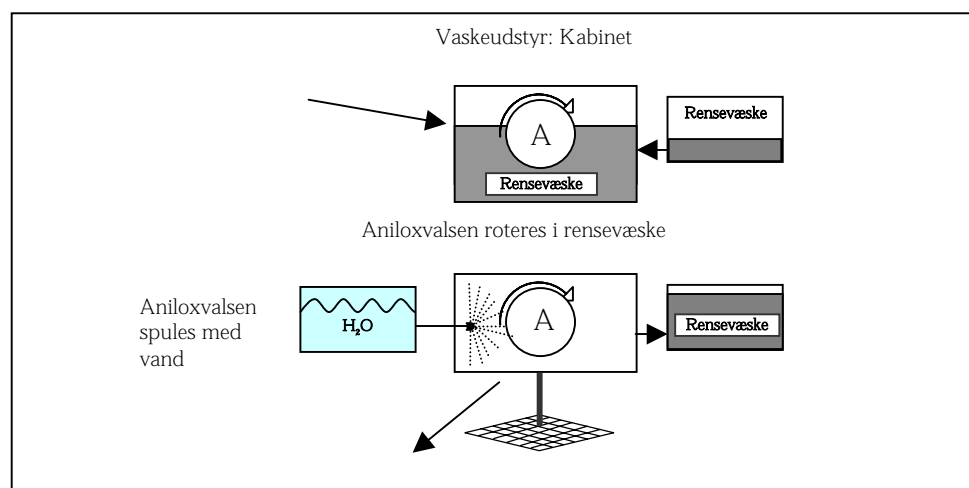 Vaskeudstyr: Kabinet
A
Rensevæske
Rensevæske
Aniloxvalsen roteres i rensevæske
Aniloxvalsen
spules med
vand
H₂O
A
Rensevæske